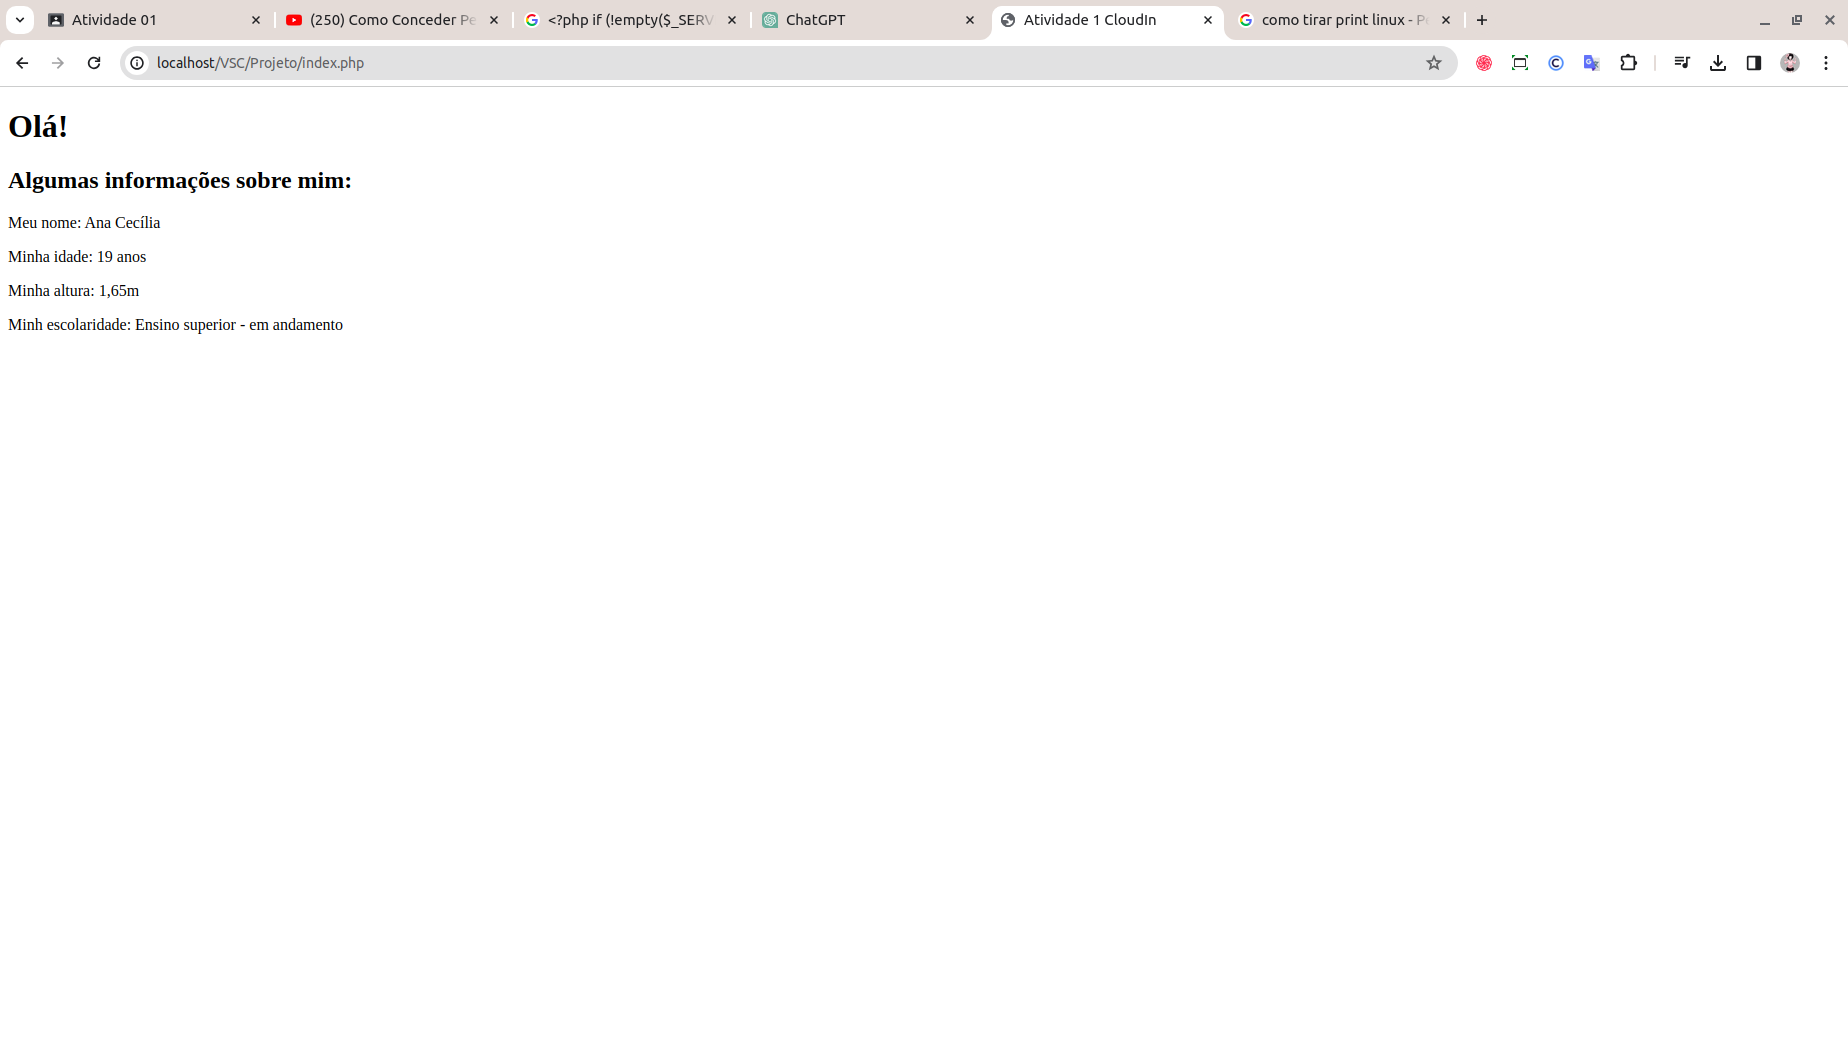 Atividade 01
(250) Como Conceder Pe
<?php if (!empty($_SERV
ChatGPT
Atividade 1 CloudIn
como tirar print linux - P
localhost/VSC/Projeto/index.php
Olá!
Algumas informações sobre mim:
Meu nome: Ana Cecília
Minha idade: 19 anos
Minha altura: 1,65m
Minh escolaridade: Ensino superior - em andamento